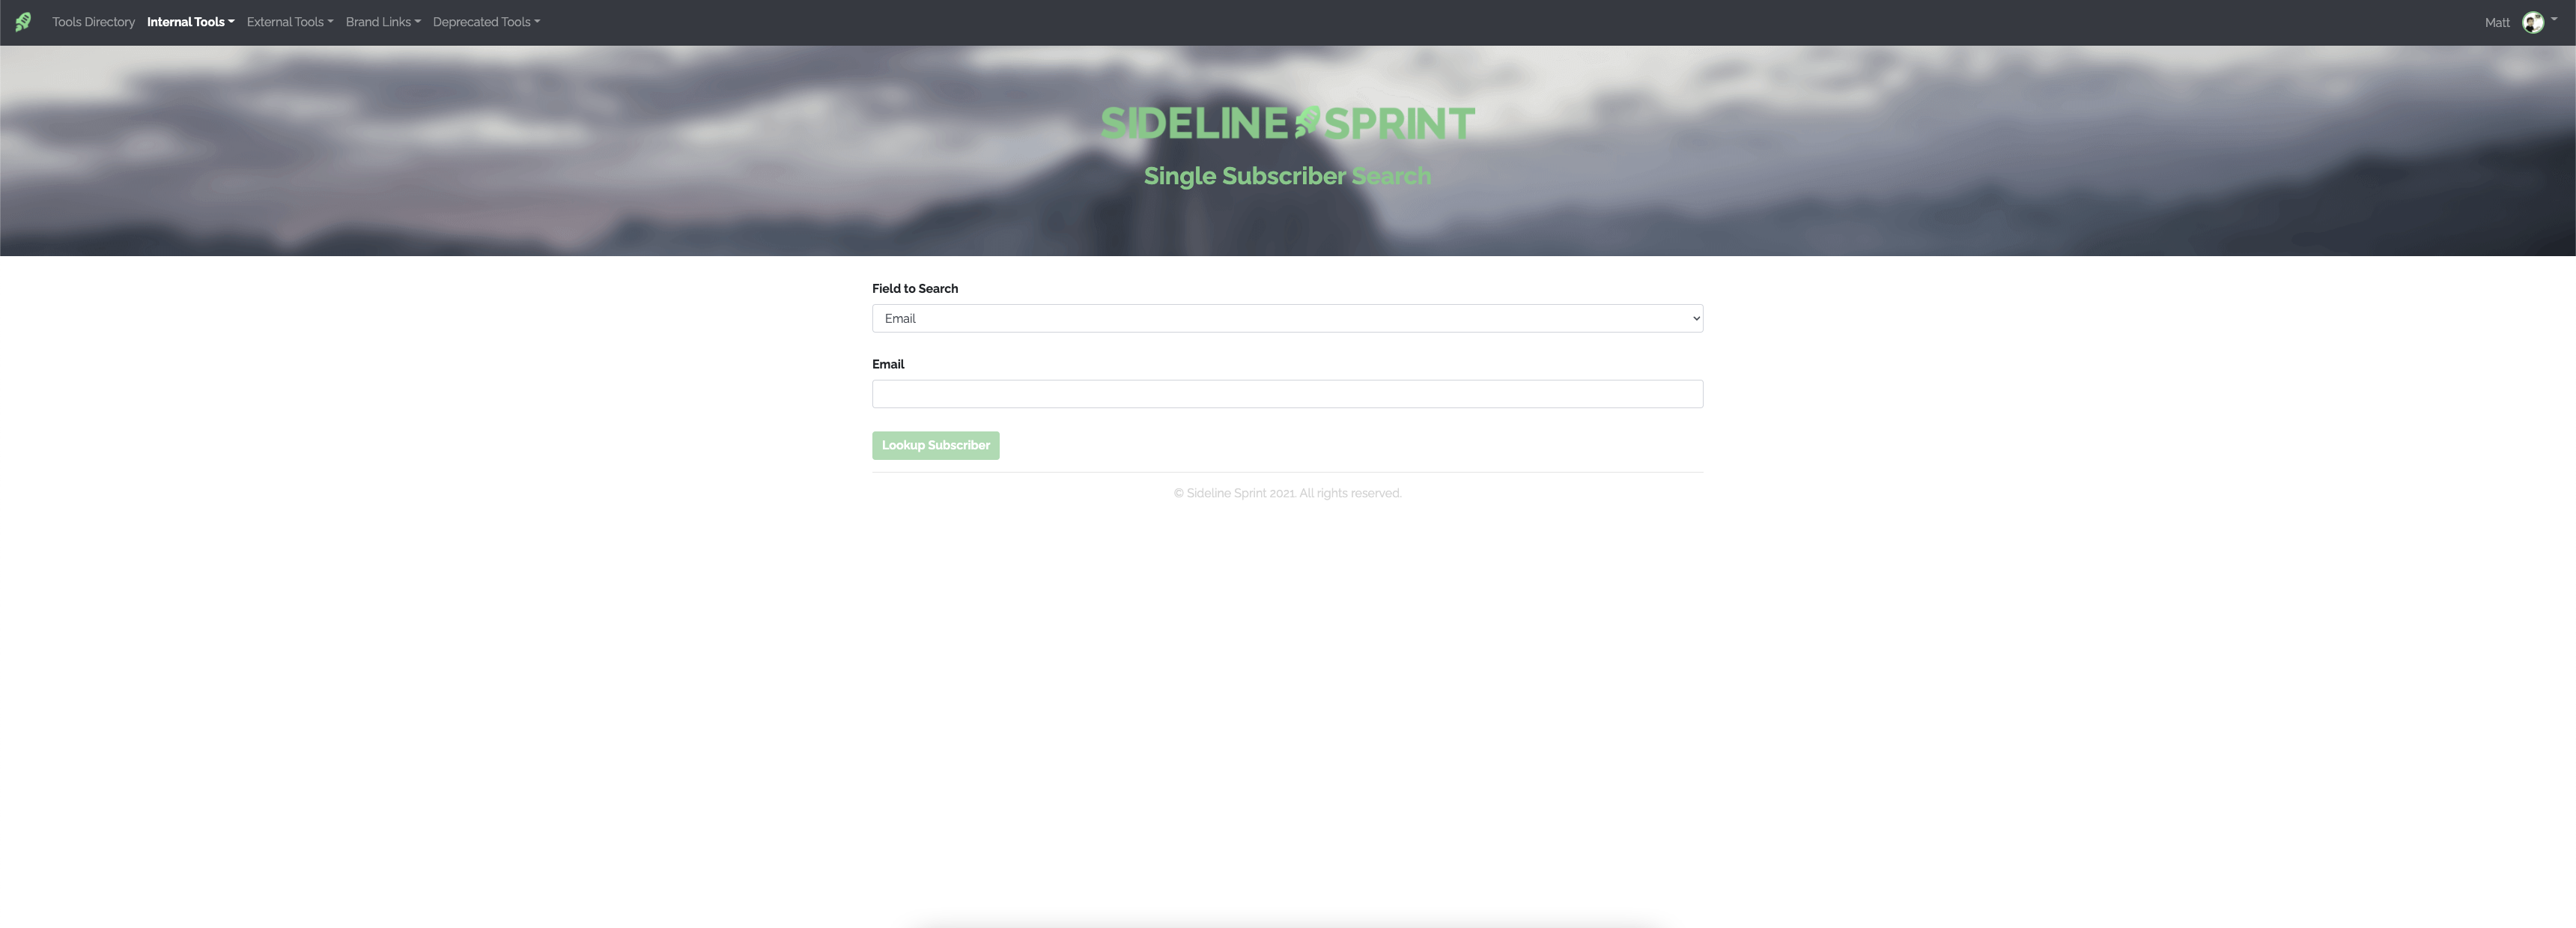 Tools Directory Internal Tools External Tools Brand Links Deprecated Tools Matt
SIDELINE SPRINT
Single Subscriber Search
Field to Search
Email
Email
Lookup Subscriber
© Sideline Sprint 2021. All rights reserved.